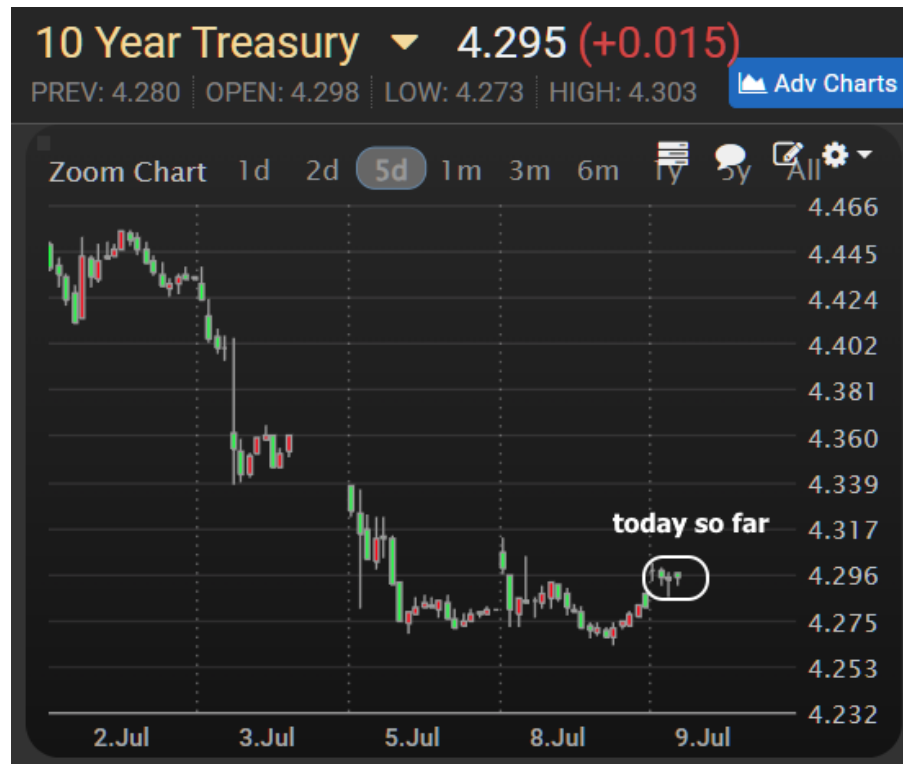 10 Year Treasury 4.295 (+0.015)
PREV: 4.280 OPEN: 4.298 LOW: 4.273 HIGH: 4.303
Adv Charts
Zoom Chart 1d 2d 5d 1m 3m 6m 1y 5y All
4.466
4.445
4.424
4.402
4.381
4.360
4.339
today so far
4.317
4.296
4.275
4.253
4.232
2.Jul 3.Jul 5.Jul 8.Jul 9.Jul